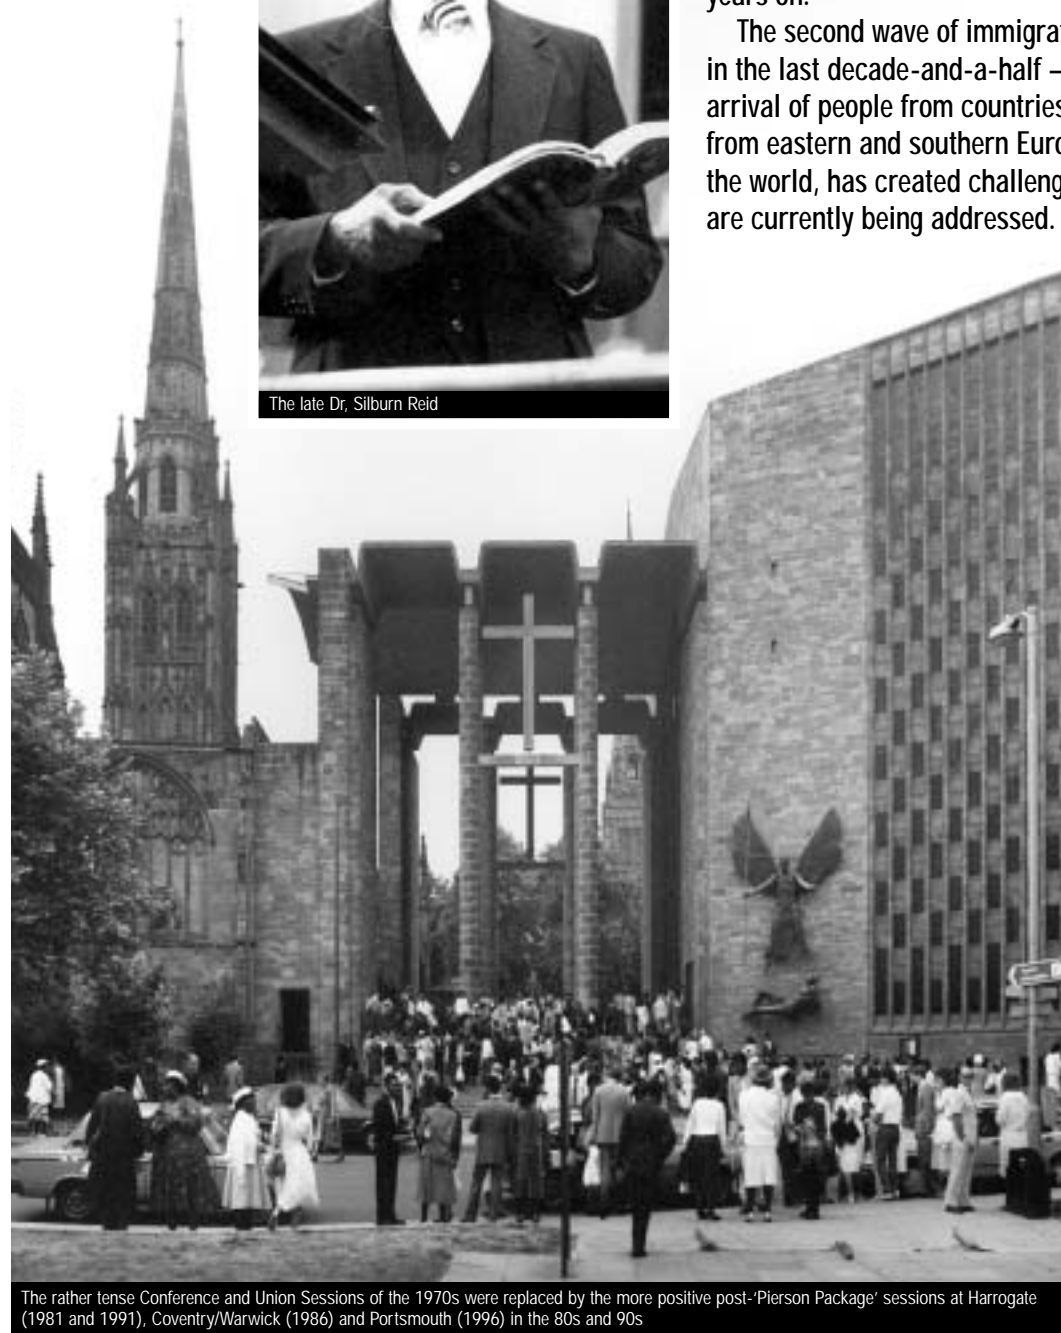 years on.
The second wave of immigrat
in the last decade-and-a-half –
arrival of people from countries
from eastern and southern Euro
the world, has created challeng
are currently being addressed.
The late Dr, Silburn Reid
The rather tense Conference and Union Sessions of the 1970s were replaced by the more positive post-‘Pierson Package’ sessions at Harrogate
(1981 and 1991), Coventry/Warwick (1986) and Portsmouth (1996) in the 80s and 90s